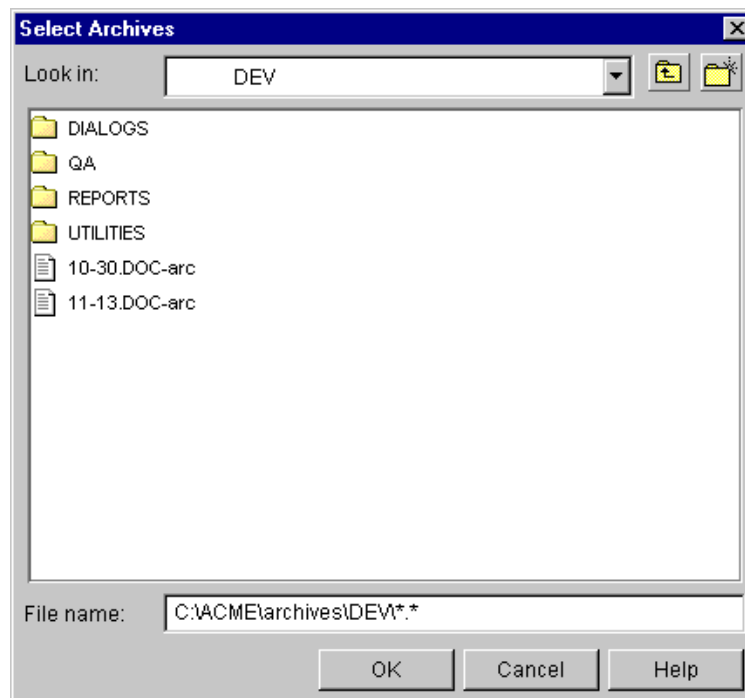 Select Archives
Look in: DEV
DIALOGS
QA
REPORTS
UTILITIES
10-30.DOC-arc
11-13.DOC-arc
File name: C:\ACME\archives\DEV\*.*
OK Cancel Help